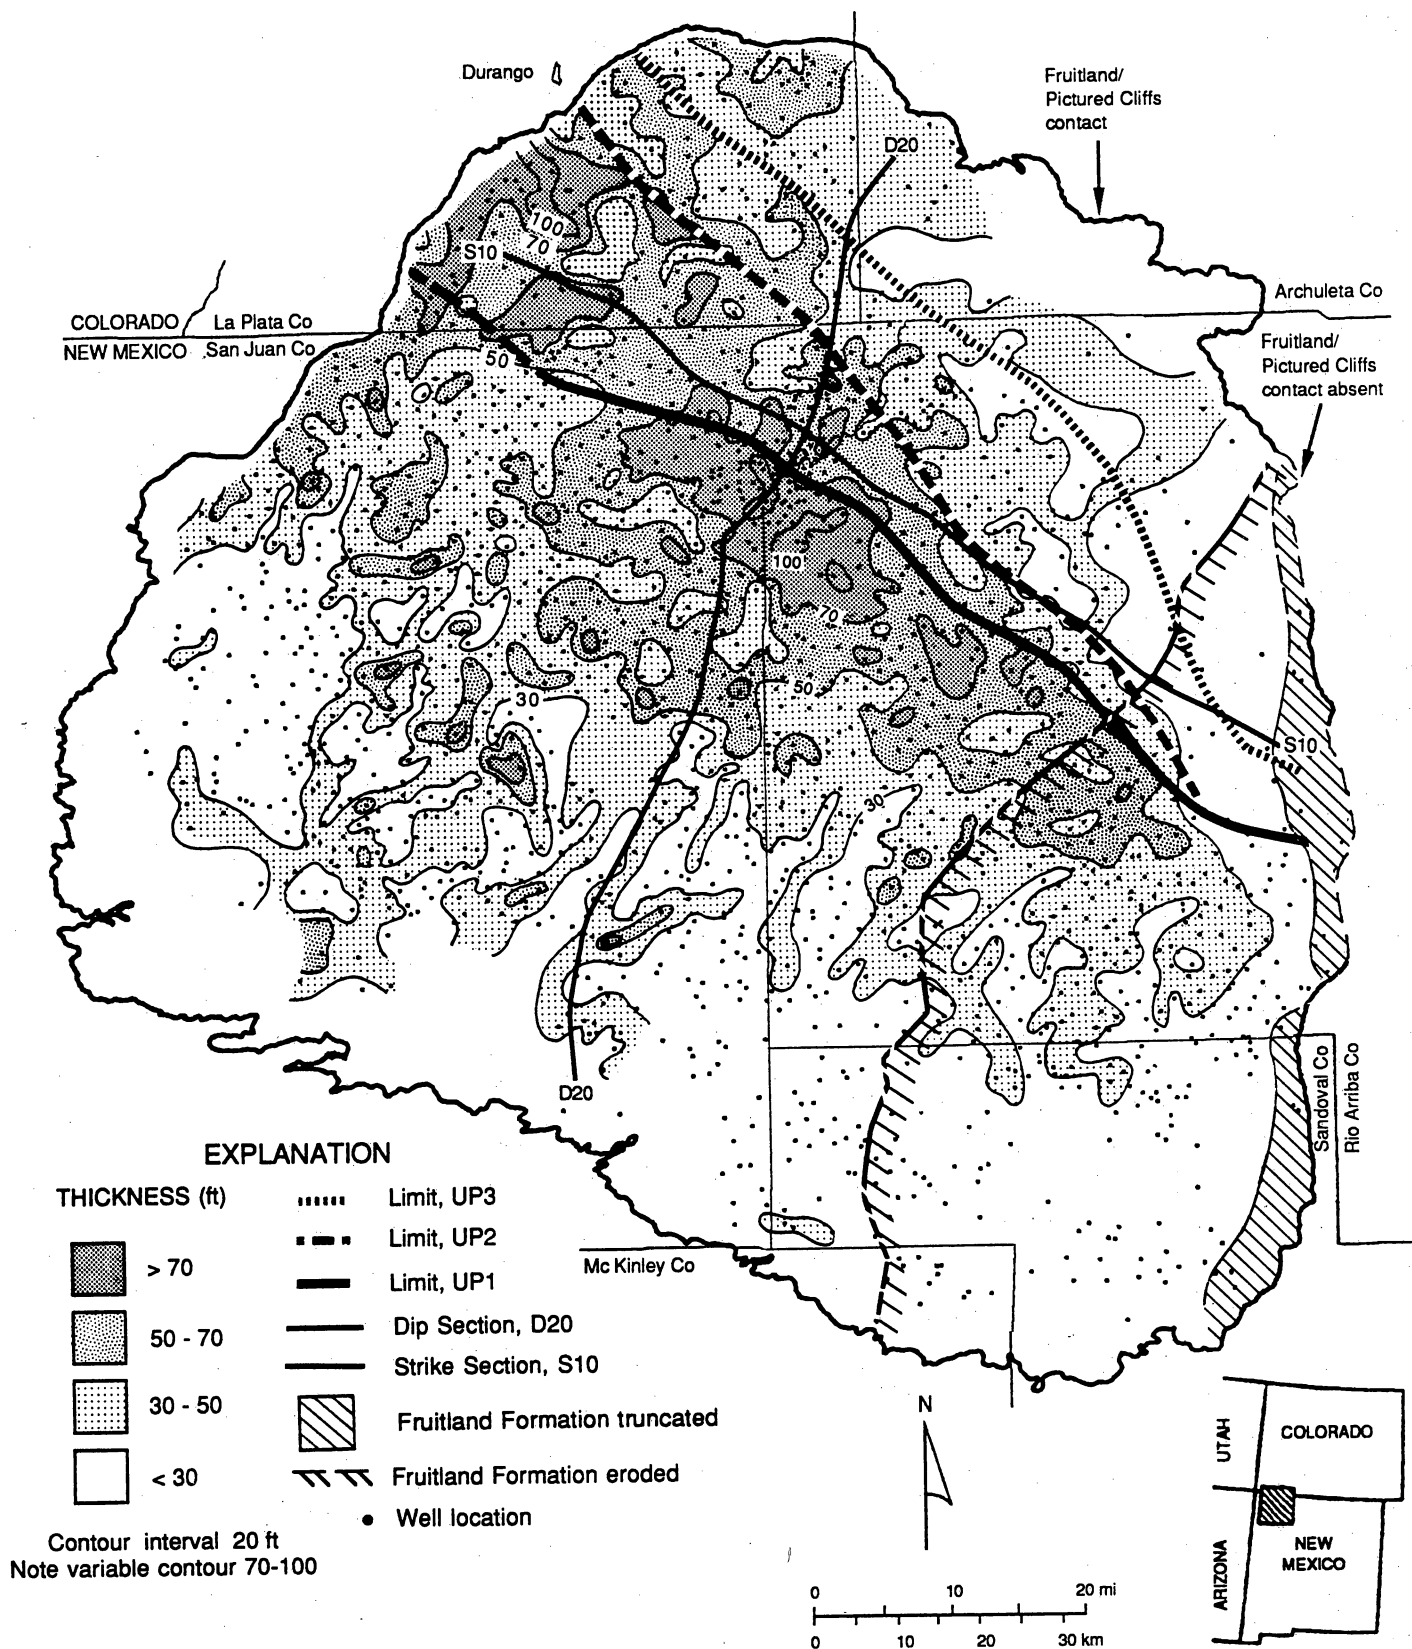 Durango
Fruitland/
Pictured Cliffs
contact
D20
100
70
S10
COLORADO
La Plata Co
Archuleta Co
NEW MEXICO
San Juan Co
50
Fruitland/
Pictured Cliffs
contact absent
100
70
50
30
S10
30
D20
Sandoval Co
Rio Arriba Co
Mc Kinley Co
EXPLANATION
THICKNESS (ft)
> 70
50 - 70
30 - 50
< 30
Contour interval 20 ft
Note variable contour 70-100
Limit, UP3
Limit, UP2
Limit, UP1
Dip Section, D20
Strike Section, S10
Fruitland Formation truncated
Fruitland Formation eroded
Well location
N
UTAH
COLORADO
ARIZONA
NEW
MEXICO
0 10 20 mi
0 10 20 30 km